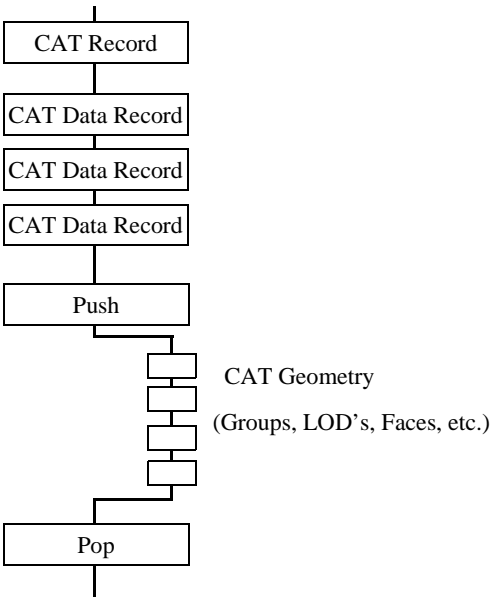 CAT Record
CAT Data Record
CAT Data Record
CAT Data Record
Push
CAT Geometry
(Groups, LOD’s, Faces, etc.)
Pop